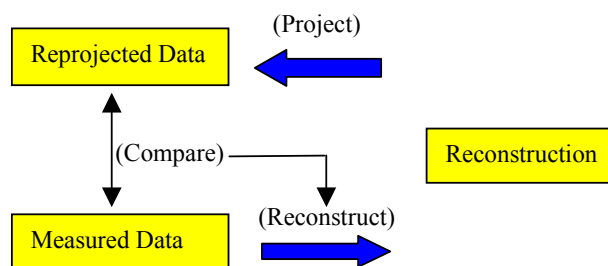 (Project)
Reprojected Data
(Compare)
Reconstruction
(Reconstruct)
Measured Data